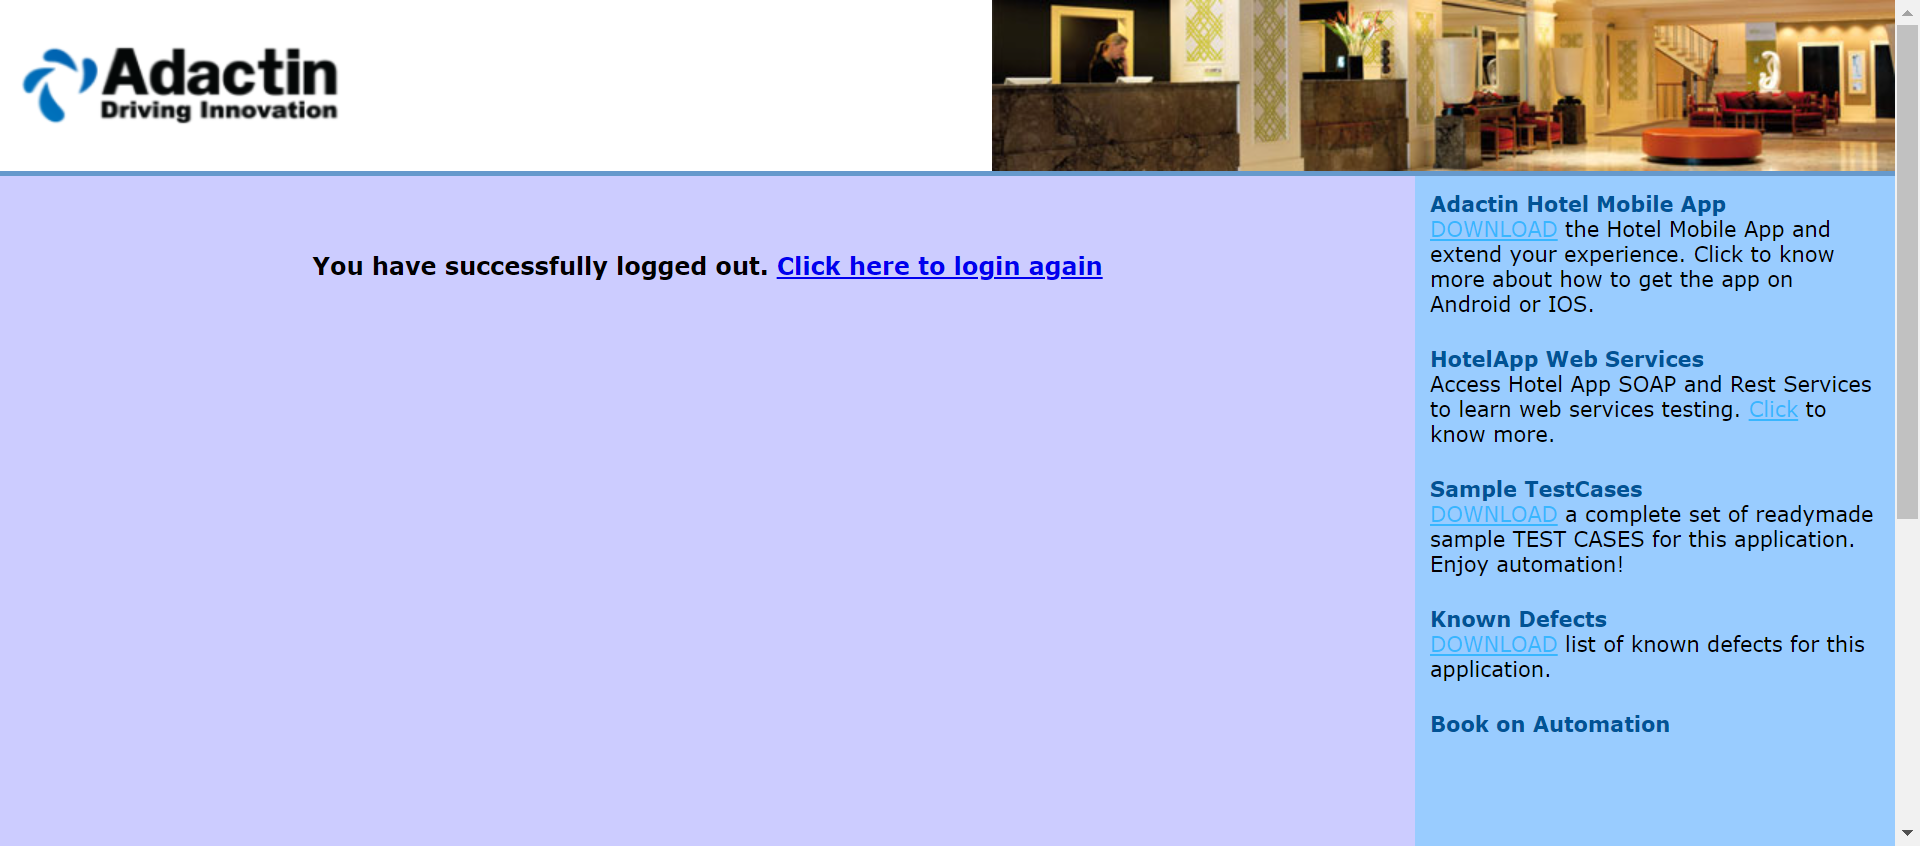 Adactin
Driving Innovation
You have successfully logged out. Click here to login again
Adactin Hotel Mobile App
DOWNLOAD the Hotel Mobile App and
extend your experience. Click to know
more about how to get the app on
Android or IOS.
HotelApp Web Services
Access Hotel App SOAP and Rest Services
to learn web services testing. Click to
know more.
Sample TestCases
DOWNLOAD a complete set of readymade
sample TEST CASES for this application.
Enjoy automation!
Known Defects
DOWNLOAD list of known defects for this
application.
Book on Automation